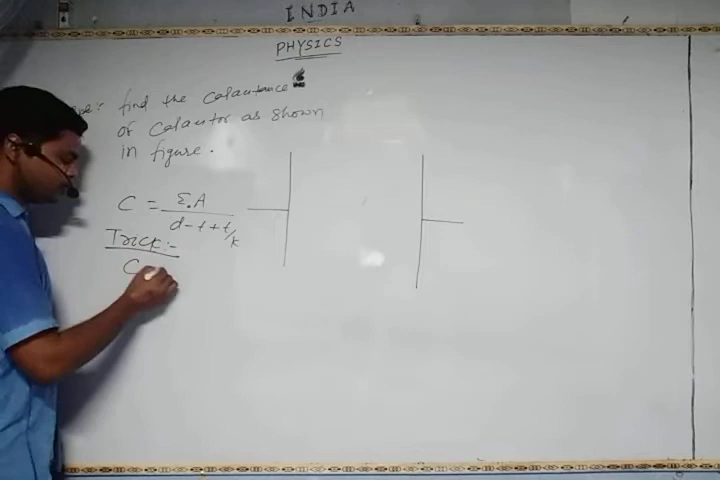 INDIA
PHYSICS
find the Capacitance
of Capacitor as shown
in figure.
C = ε₀A / d-t+t/k
Trick:-
C